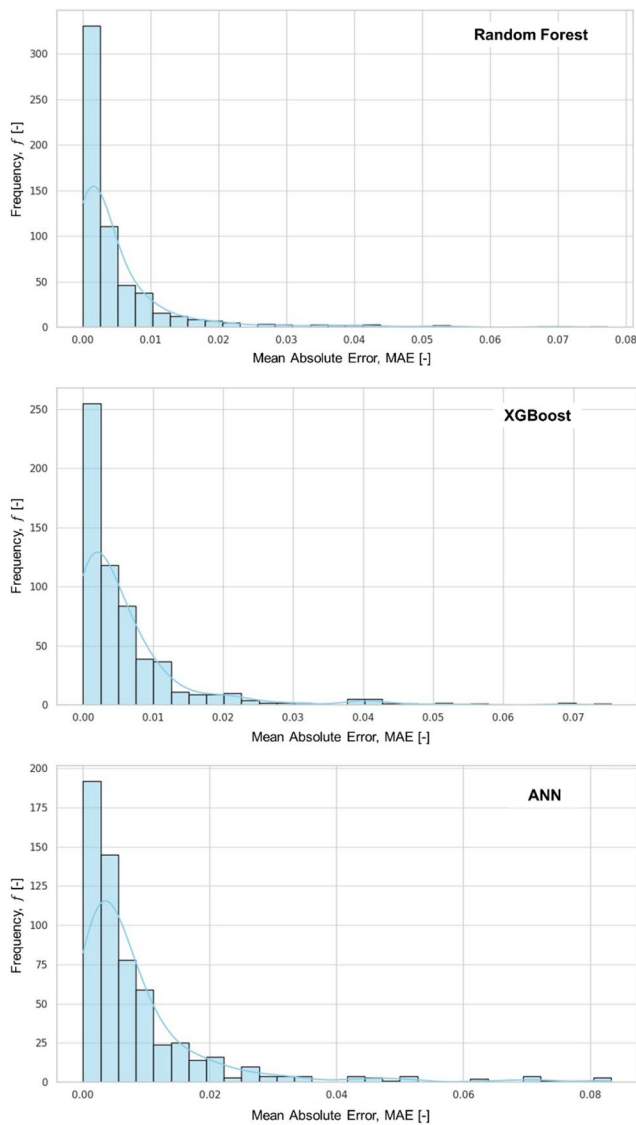 Random Forest
Frequency, f [-]
300
250
200
150
100
50
0
0.00 0.01 0.02 0.03 0.04 0.05 0.06 0.07 0.08
Mean Absolute Error, MAE [-]
XGBoost
Frequency, f [-]
250
200
150
100
50
0
0.00 0.01 0.02 0.03 0.04 0.05 0.06 0.07
Mean Absolute Error, MAE [-]
ANN
Frequency, f [-]
200
175
150
125
100
75
50
25
0
0.00 0.02 0.04 0.06 0.08
Mean Absolute Error, MAE [-]